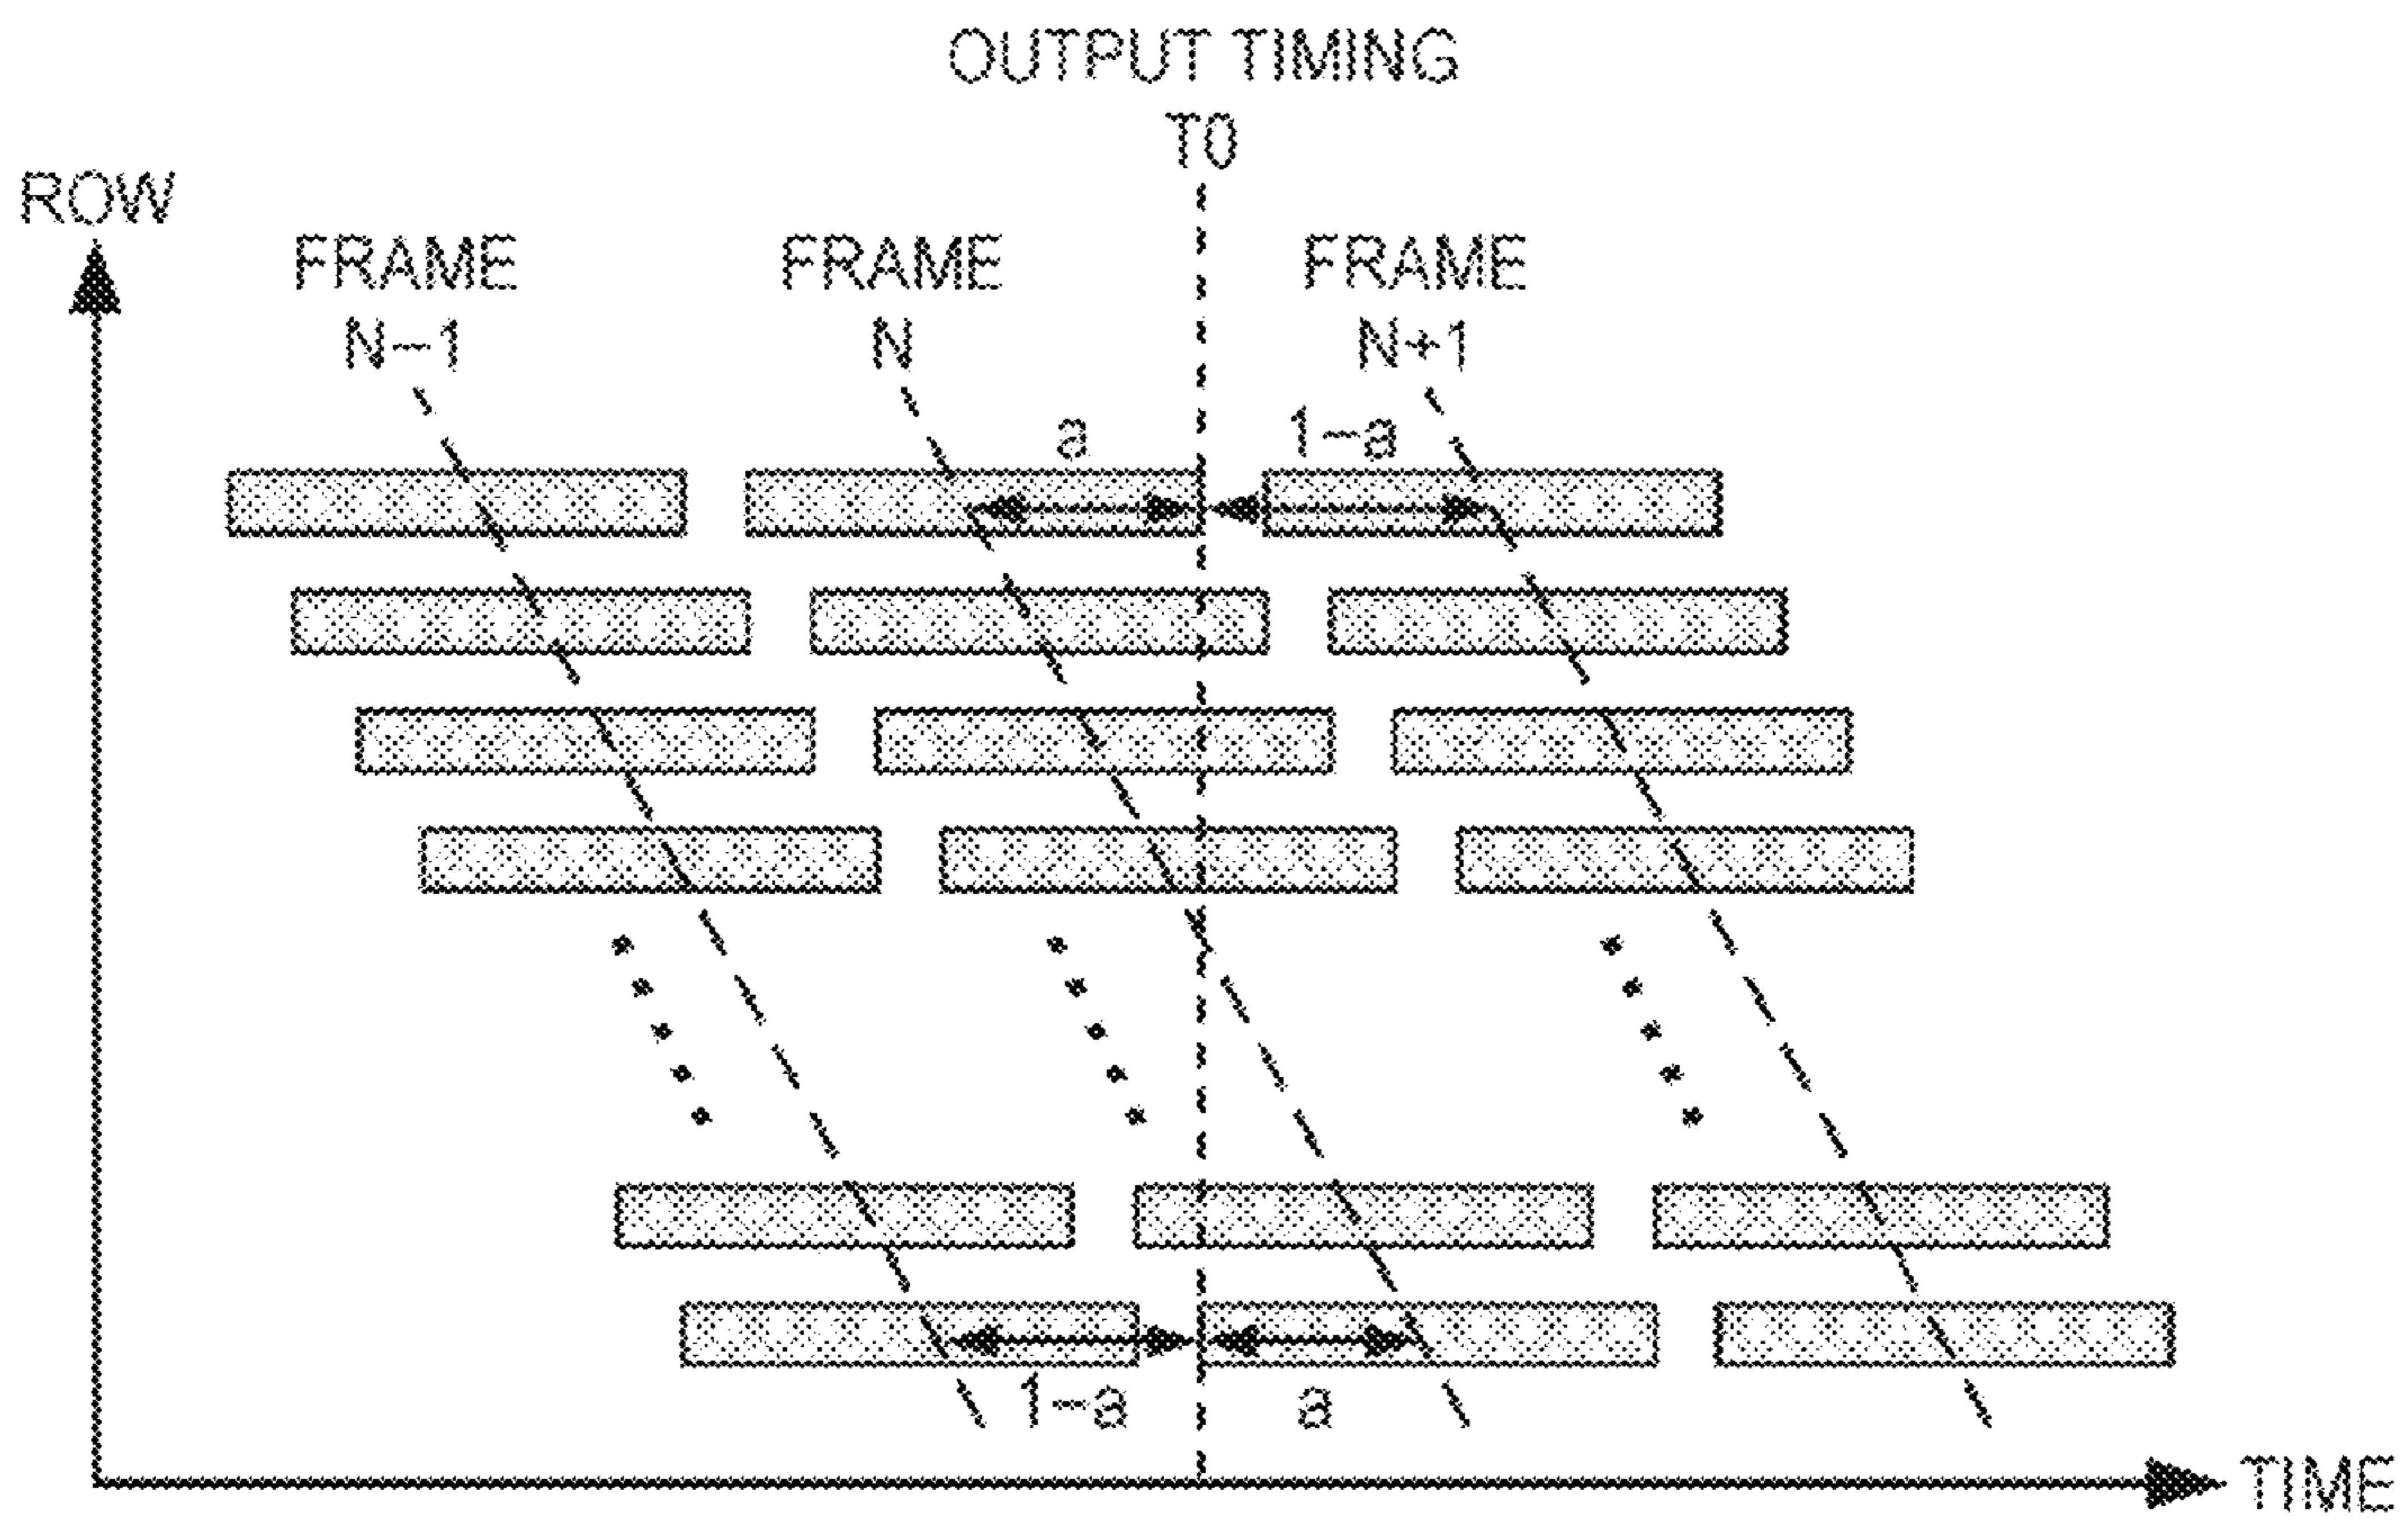 OUTPUT TIMING
T0
ROW
FRAME
N−1
FRAME
N
FRAME
N+1
a
1−a
1−a
a
TIME